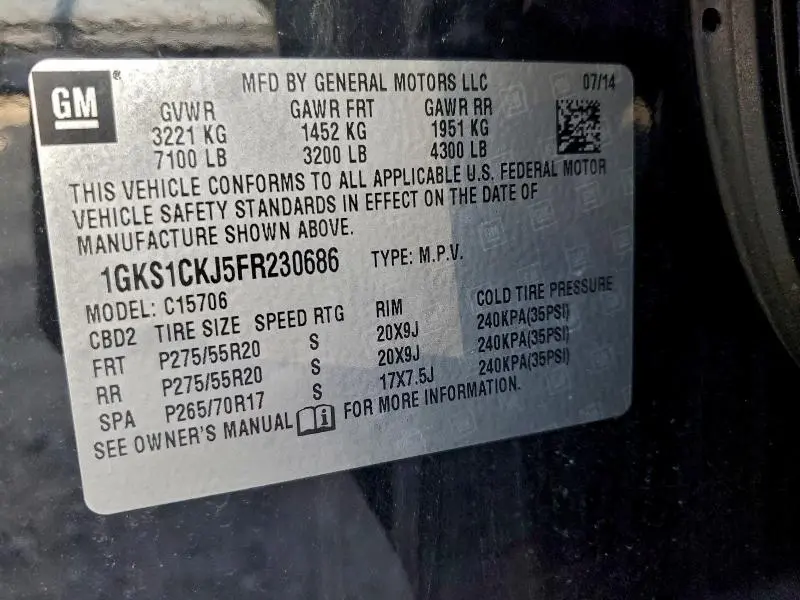 GM
MFD BY GENERAL MOTORS LLC 07/14
GVWR GAWR FRT GAWR RR
3221 KG 1452 KG 1951 KG
7100 LB 3200 LB 4300 LB
THIS VEHICLE CONFORMS TO ALL APPLICABLE U.S. FEDERAL MOTOR
VEHICLE SAFETY STANDARDS IN EFFECT ON THE DATE OF
MANUFACTURE SHOWN ABOVE.
1GKS1CKJ5FR230686 TYPE: M.P.V.
MODEL: C15706
CBD2 TIRE SIZE SPEED RTG RIM COLD TIRE PRESSURE
FRT P275/55R20 S 20X9J 240KPA(35PSI)
RR P275/55R20 S 20X9J 240KPA(35PSI)
SPA P265/70R17 S 17X7.5J 240KPA(35PSI)
SEE OWNER'S MANUAL FOR MORE INFORMATION.